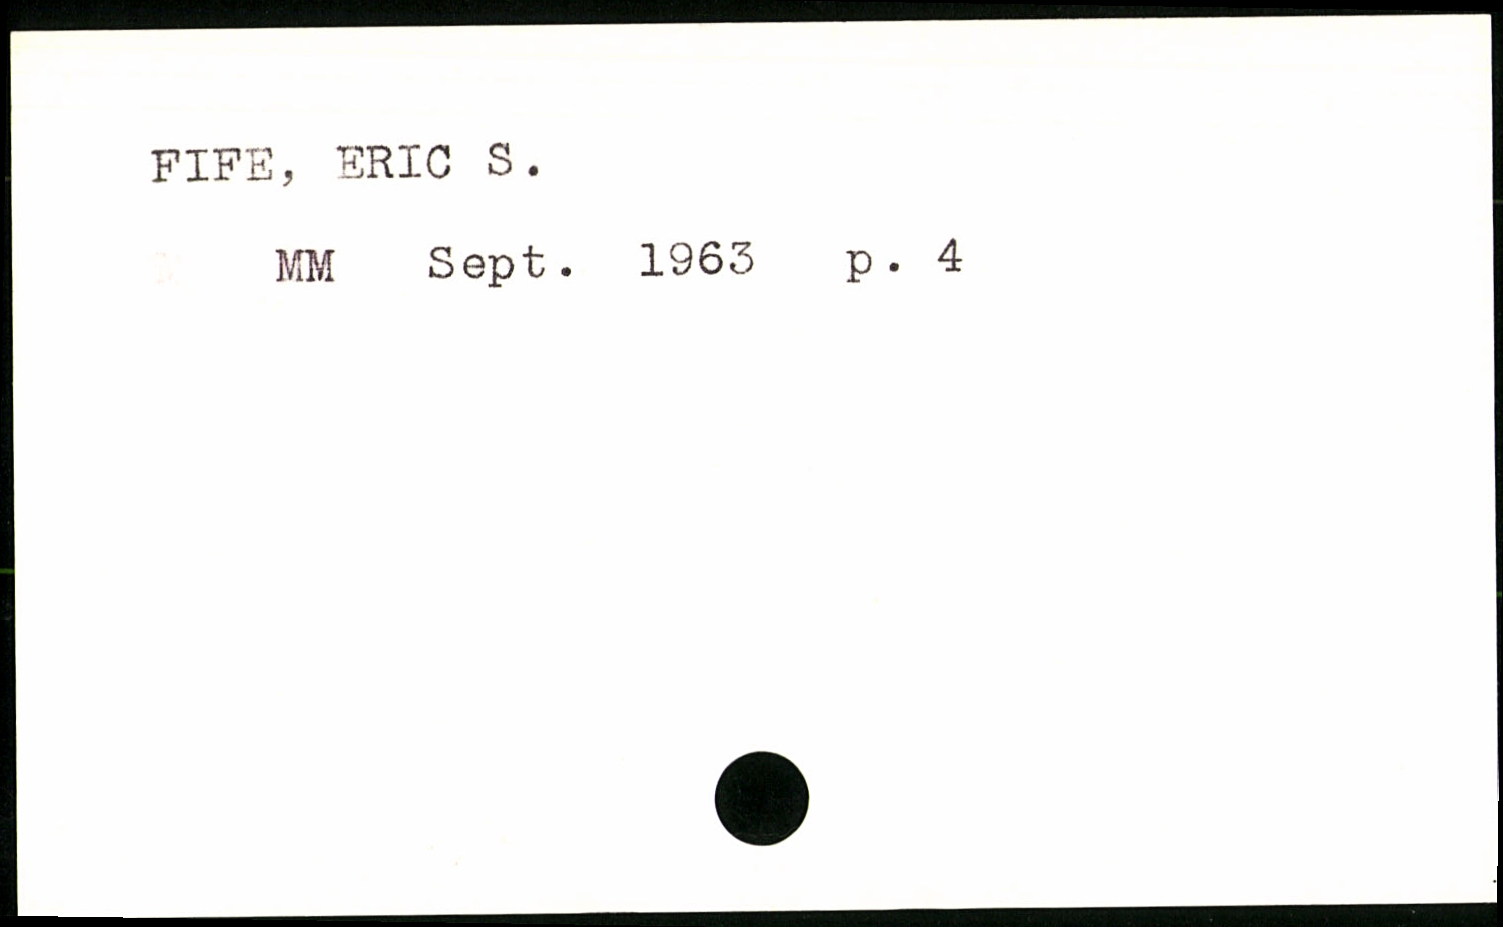 FIFE, ERIC S.
MM Sept. 1963 p. 4